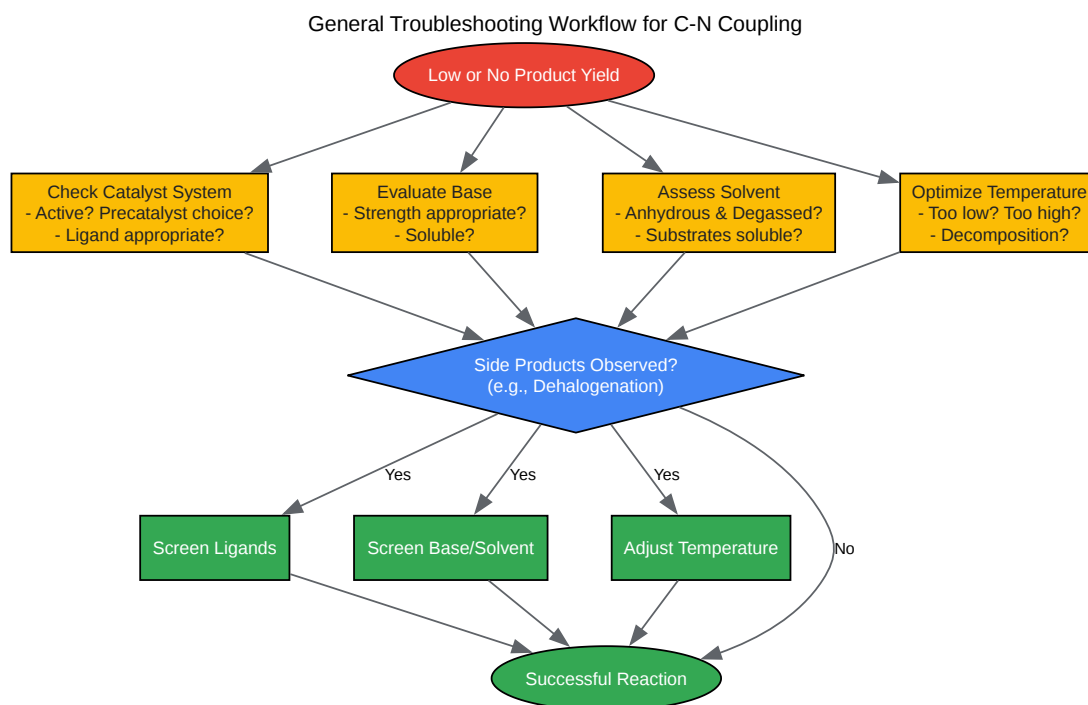 General Troubleshooting Workflow for C-N Coupling
Low or No Product Yield
Check Catalyst System
- Active? Precatalyst choice?
- Ligand appropriate?
Evaluate Base
- Strength appropriate?
- Soluble?
Assess Solvent
- Anhydrous & Degassed?
- Substrates soluble?
Optimize Temperature
- Too low? Too high?
- Decomposition?
Side Products Observed?
(e.g., Dehalogenation)
Yes
Yes
Yes
No
Screen Ligands
Screen Base/Solvent
Adjust Temperature
Successful Reaction